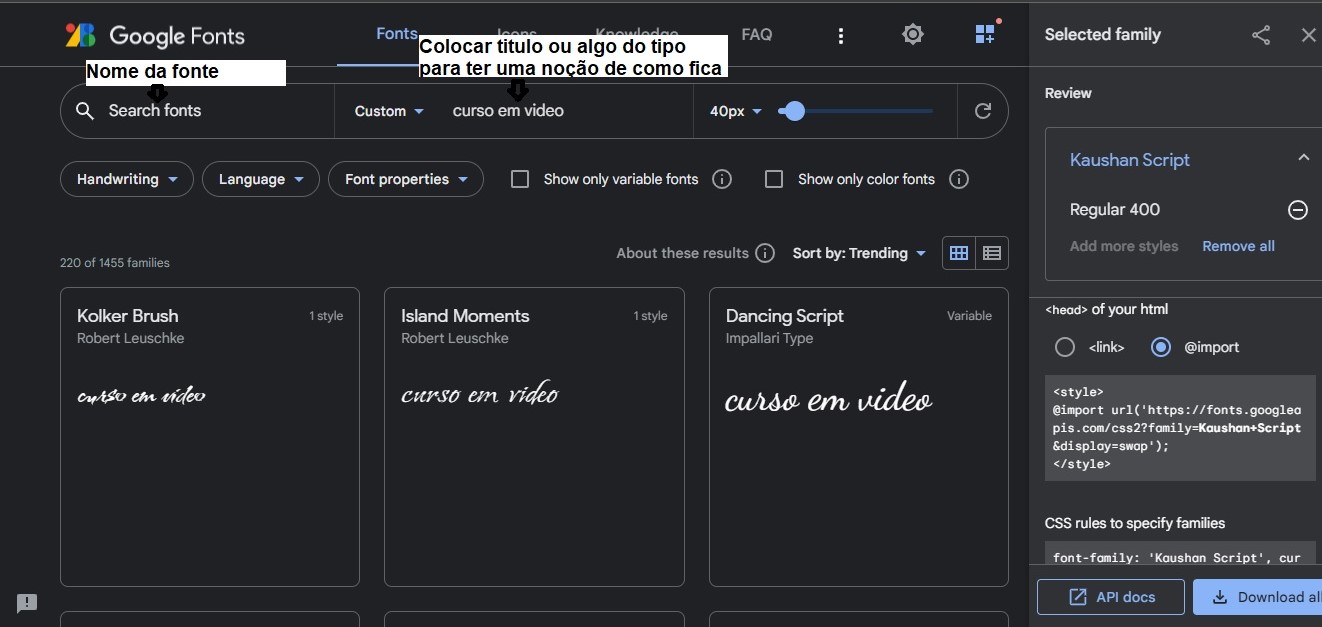 Google Fonts
Fonts
Icons
Knowledge
FAQ
Nome da fonte
Colocar titulo ou algo do tipo
para ter uma noção de como fica
Search fonts
Custom
curso em video
40px
Handwriting
Language
Font properties
Show only variable fonts
Show only color fonts
220 of 1455 families
About these results
Sort by: Trending
Kolker Brush
1 style
Robert Leuschke
curso em video
Island Moments
1 style
Robert Leuschke
curso em video
Dancing Script
Variable
Impallari Type
curso em video
Selected family
Review
Kaushan Script
Regular 400
Add more styles
Remove all
<head> of your html
<link>
@import
<style>
@import url('https://fonts.googlea
pis.com/css2?family=Kaushan+Script
&display=swap');
</style>
CSS rules to specify families
font-family: 'Kaushan Script', cur
API docs
Download all